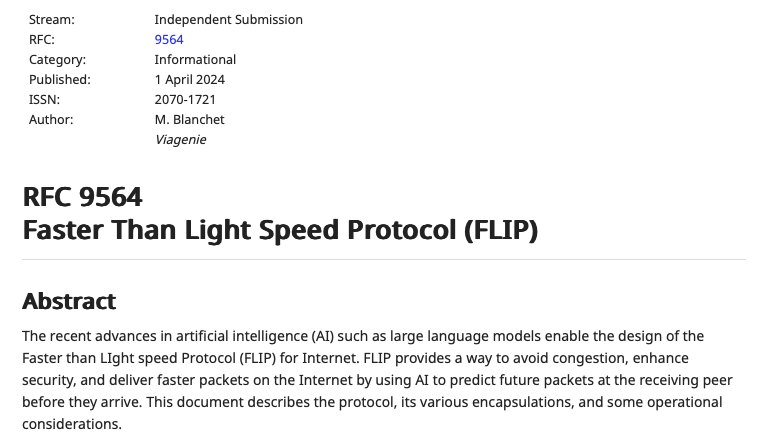 Stream: Independent Submission
RFC: 9564
Category: Informational
Published: 1 April 2024
ISSN: 2070-1721
Author: M. Blanchet
Viagenie
RFC 9564
Faster Than Light Speed Protocol (FLIP)
Abstract
The recent advances in artificial intelligence (AI) such as large language models enable the design of the
Faster than LIght speed Protocol (FLIP) for Internet. FLIP provides a way to avoid congestion, enhance
security, and deliver faster packets on the Internet by using AI to predict future packets at the receiving peer
before they arrive. This document describes the protocol, its various encapsulations, and some operational
considerations.